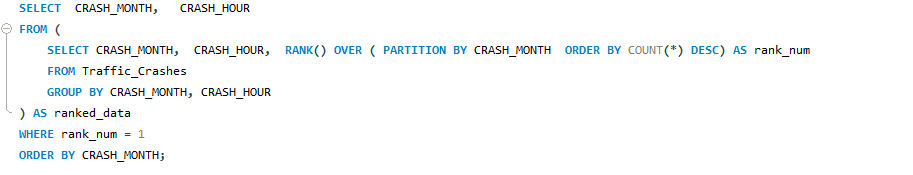 SELECT  CRASH_MONTH,   CRASH_HOUR
FROM (
    SELECT CRASH_MONTH,  CRASH_HOUR,  RANK() OVER ( PARTITION BY CRASH_MONTH  ORDER BY COUNT(*) DESC) AS rank_num
    FROM Traffic_Crashes
    GROUP BY CRASH_MONTH, CRASH_HOUR
) AS ranked_data
WHERE rank_num = 1
ORDER BY CRASH_MONTH;